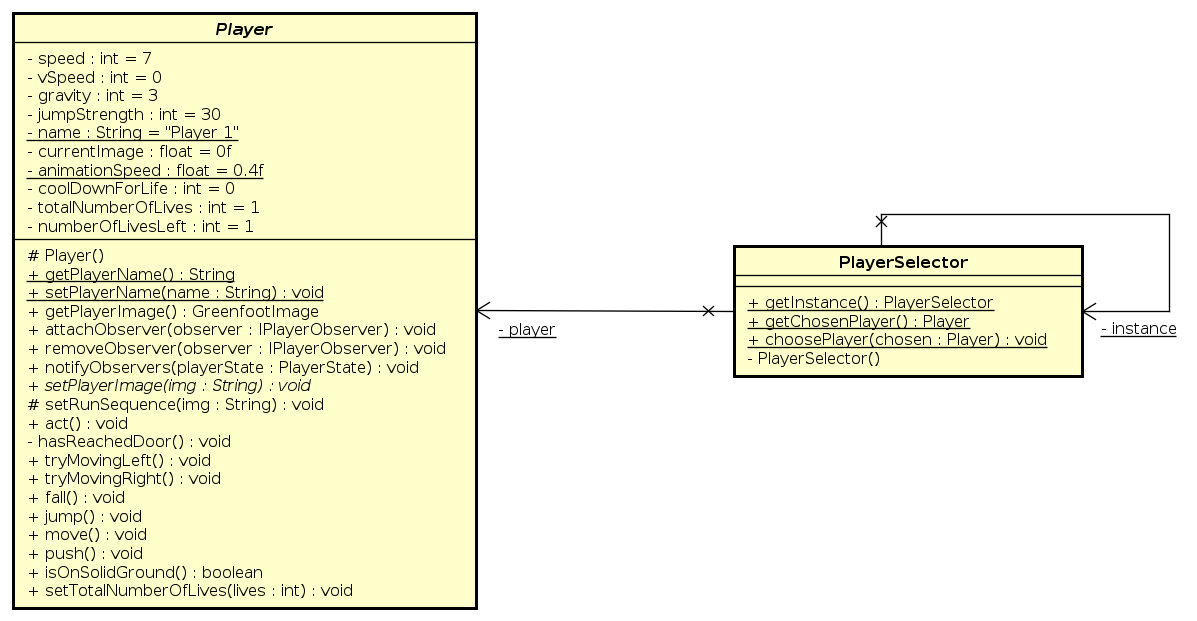 Player
- speed : int = 7
- vSpeed : int = 0
- gravity : int = 3
- jumpStrength : int = 30
- name : String = "Player 1"
- currentImage : float = 0f
- animationSpeed : float = 0.4f
- coolDownForLife : int = 0
- totalNumberOfLives : int = 1
- numberOfLivesLeft : int = 1
# Player()
+ getPlayerName() : String
+ setPlayerName(name : String) : void
+ getPlayerImage() : GreenfootImage
+ attachObserver(observer : IPlayerObserver) : void
+ removeObserver(observer : IPlayerObserver) : void
+ notifyObservers(playerState : PlayerState) : void
+ setPlayerImage(img : String) : void
# setRunSequence(img : String) : void
+ act() : void
- hasReachedDoor() : void
+ tryMovingLeft() : void
+ tryMovingRight() : void
+ fall() : void
+ jump() : void
+ move() : void
+ push() : void
+ isOnSolidGround() : boolean
+ setTotalNumberOfLives(lives : int) : void
- player
PlayerSelector
+ getInstance() : PlayerSelector
+ getChosenPlayer() : Player
+ choosePlayer(chosen : Player) : void
- PlayerSelector()
- instance